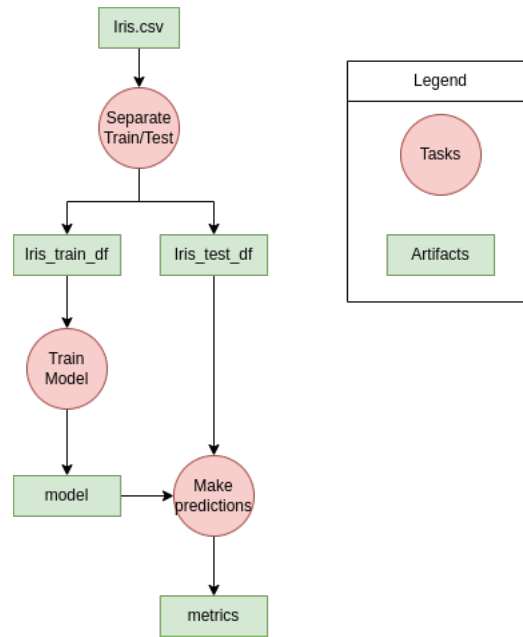 Iris.csv
Separate
Train/Test
Iris_train_df
Iris_test_df
Train
Model
model
Make
predictions
metrics
Legend
Tasks
Artifacts